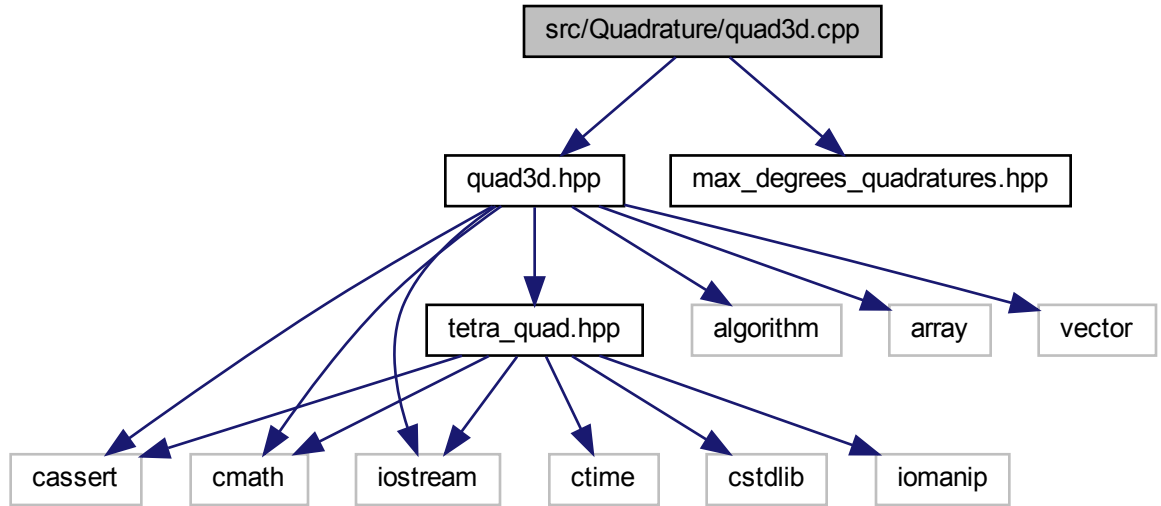 src/Quadrature/quad3d.cpp
quad3d.hpp
max_degrees_quadratures.hpp
tetra_quad.hpp
algorithm
array
vector
cassert
cmath
iostream
ctime
cstdlib
iomanip